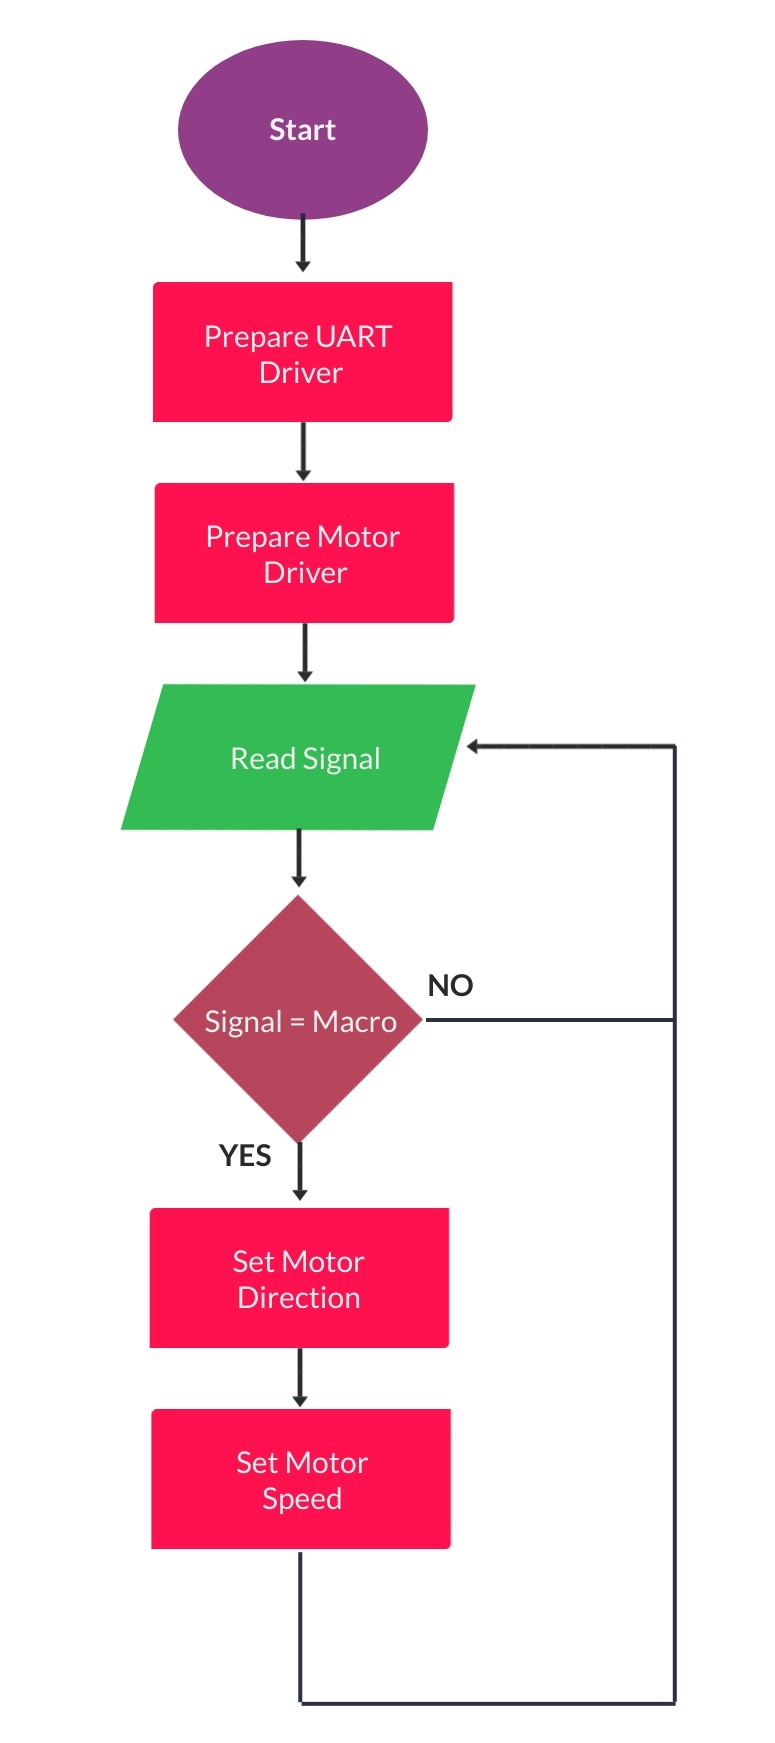 Start
Prepare UART
Driver
Prepare Motor
Driver
Read Signal
NO
Signal = Macro
YES
Set Motor
Direction
Set Motor
Speed